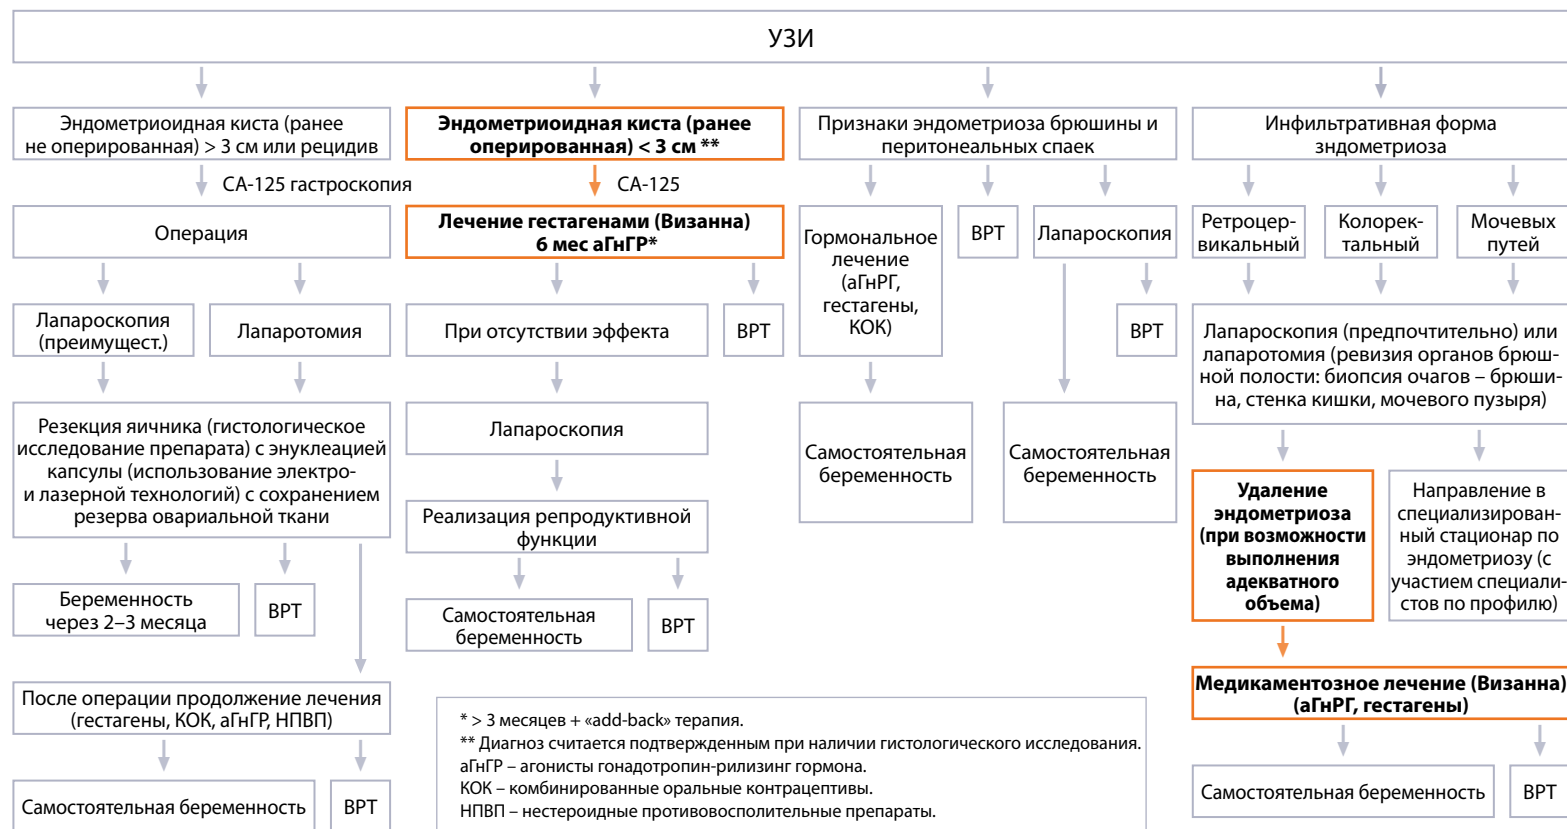 УЗИ
Эндометриоидная киста (ранее
не оперированная) > 3 см или рецидив
СА-125 гастроскопия
Операция
Лапароскопия
(преимущест.)
Лапаротомия
Резекция яичника (гистологическое
исследование препарата) с энуклеацией
капсулы (использование электро-
и лазерной технологий) с сохранением
резерва овариальной ткани
Беременность
через 2–3 месяца
ВРТ
После операции продолжение лечения
(гестагены, КОК, аГнГР, НПВП)
Самостоятельная беременность
ВРТ
Эндометриоидная киста (ранее
оперированная) < 3 см **
СА-125
Лечение гестагенами (Визанна)
6 мес аГнГР*
При отсутствии эффекта
ВРТ
Лапароскопия
Реализация репродуктивной
функции
Самостоятельная
беременность
ВРТ
Признаки эндометриоза брюшины и
перитонеальных спаек
Гормональное
лечение
(аГнРГ,
гестагены,
КОК)
ВРТ
Лапароскопия
ВРТ
Самостоятельная
беременность
Самостоятельная
беременность
Инфильтративная форма
зндометриоза
Ретроцер-
викальный
Колорек-
тальный
Мочевых
путей
Лапароскопия (предпочтительно) или
лапаротомия (ревизия органов брюш-
ной полости: биопсия очагов – брюши-
на, стенка кишки, мочевого пузыря)
Удаление
эндометриоза
(при возможности
выполнения
адекватного
объема)
Направление в
специализирован-
ный стационар по
эндометриозу (с
участием специали-
стов по профилю)
Медикаментозное лечение (Визанна)
(аГнРГ, гестагены)
Самостоятельная беременность
ВРТ
* > 3 месяцев + «add-back» терапия.
** Диагноз считается подтвержденным при наличии гистологического исследования.
аГнГР – агонисты гонадотропин-рилизинг гормона.
КОК – комбинированные оральные контрацептивы.
НПВП – нестероидные противовосполительные препараты.